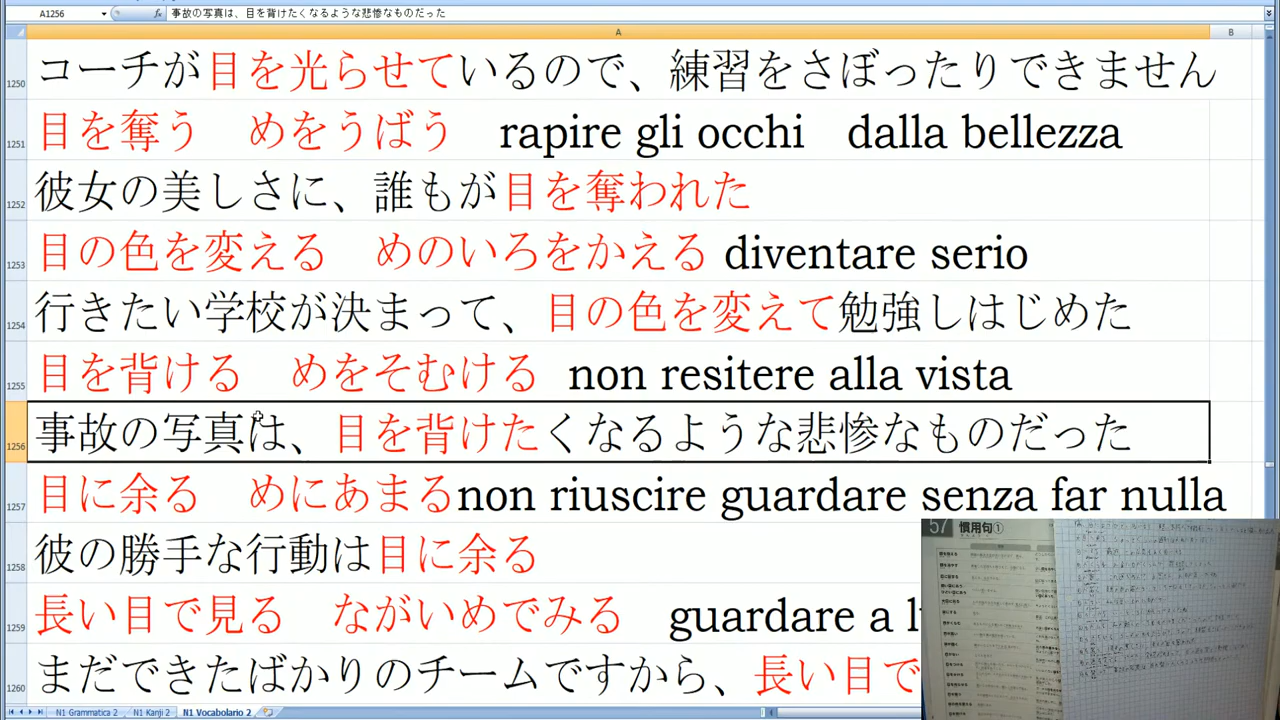 A1256 fx 事故の写真は、目を背けたくなるような悲惨なものだった
A B
1250 コーチが目を光らせているので、練習をさぼったりできません
1251 目を奪う めをうばう rapire gli occhi dalla bellezza
1252 彼女の美しさに、誰もが目を奪われた
1253 目の色を変える めのいろをかえる diventare serio
1254 行きたい学校が決まって、目の色を変えて勉強しはじめた
1255 目を背ける めをそむける non resitere alla vista
1256 事故の写真は、目を背けたくなるような悲惨なものだった
1257 目に余る めにあまる non riuscire guardare senza far nulla
1258 彼の勝手な行動は目に余る
1259 長い目で見る ながいめでみる guardare a l
1260 まだできたばかりのチームですから、長い目で
57 慣用句①
N1 Grammatica 2 N1 Kanji 2 N1 Vocabolario 2